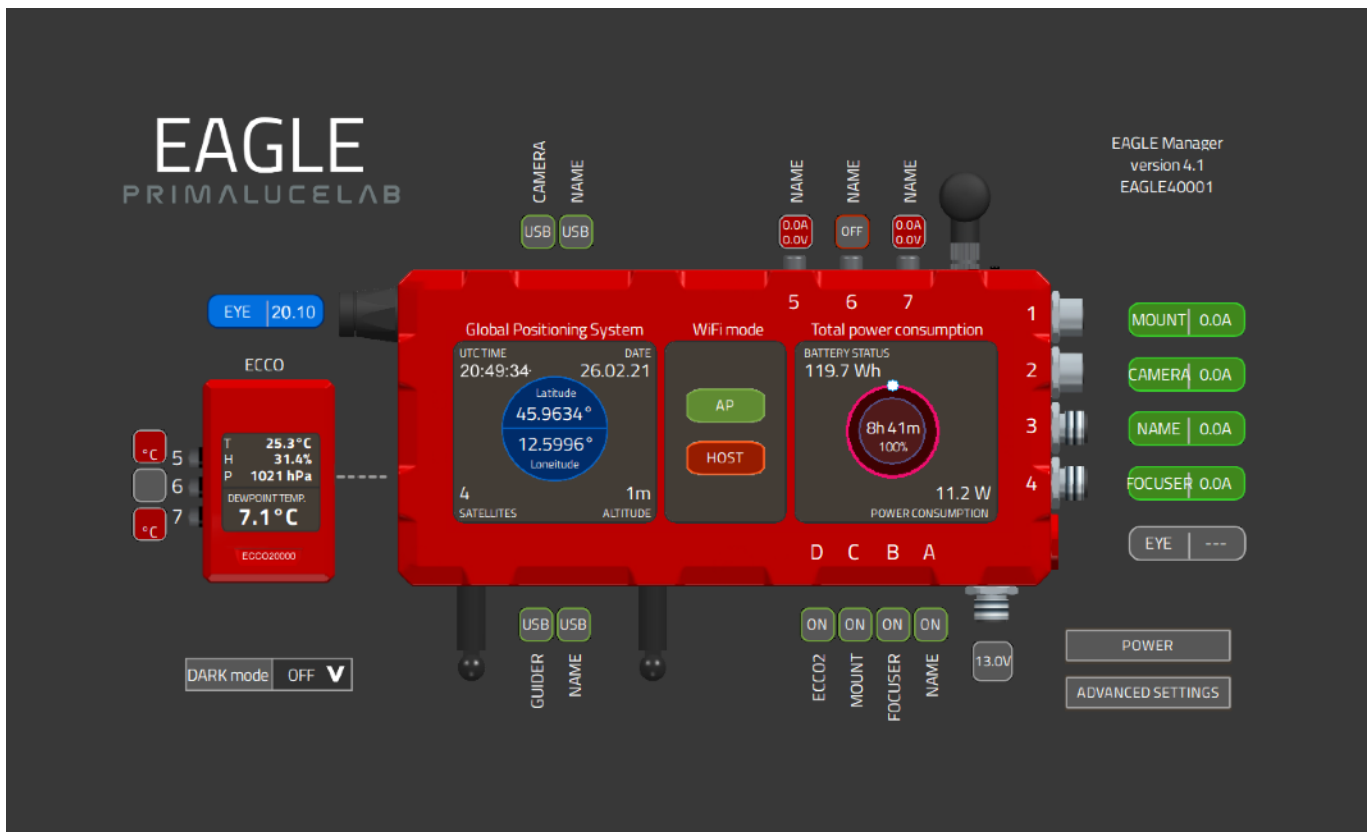 EAGLE
PRIMALUCELAB
CAMERA
NAME
USB
USB
NAME
NAME
NAME
0.0A
0.0V
OFF
0.0A
0.0V
EAGLE Manager
version 4.1
EAGLE40001
EYE 20.10
5 6 7
Global Positioning System
UTC TIME DATE
20:49:34 26.02.21
Latitude
45.9634°
12.5996°
Loneitude
4 1m
SATELLITES ALTITUDE
WiFi mode
AP
HOST
Total power consumption
BATTERY STATUS
119.7 Wh
8h 41m
100%
11.2 W
POWER CONSUMPTION
1
MOUNT 0.0A
2
CAMERA 0.0A
3
NAME 0.0A
4
FOCUSER 0.0A
EYE ---
ECCO
T 25.3°C
H 31.4%
P 1021 hPa
DEWPOINT TEMP.
7.1°C
ECCO20000
°C 5
6
°C 7
D C B A
USB
USB
GUIDER
NAME
ON
ON
ON
ON
ECCO2
MOUNT
FOCUSER
NAME
13.0V
DARK mode OFF V
POWER
ADVANCED SETTINGS